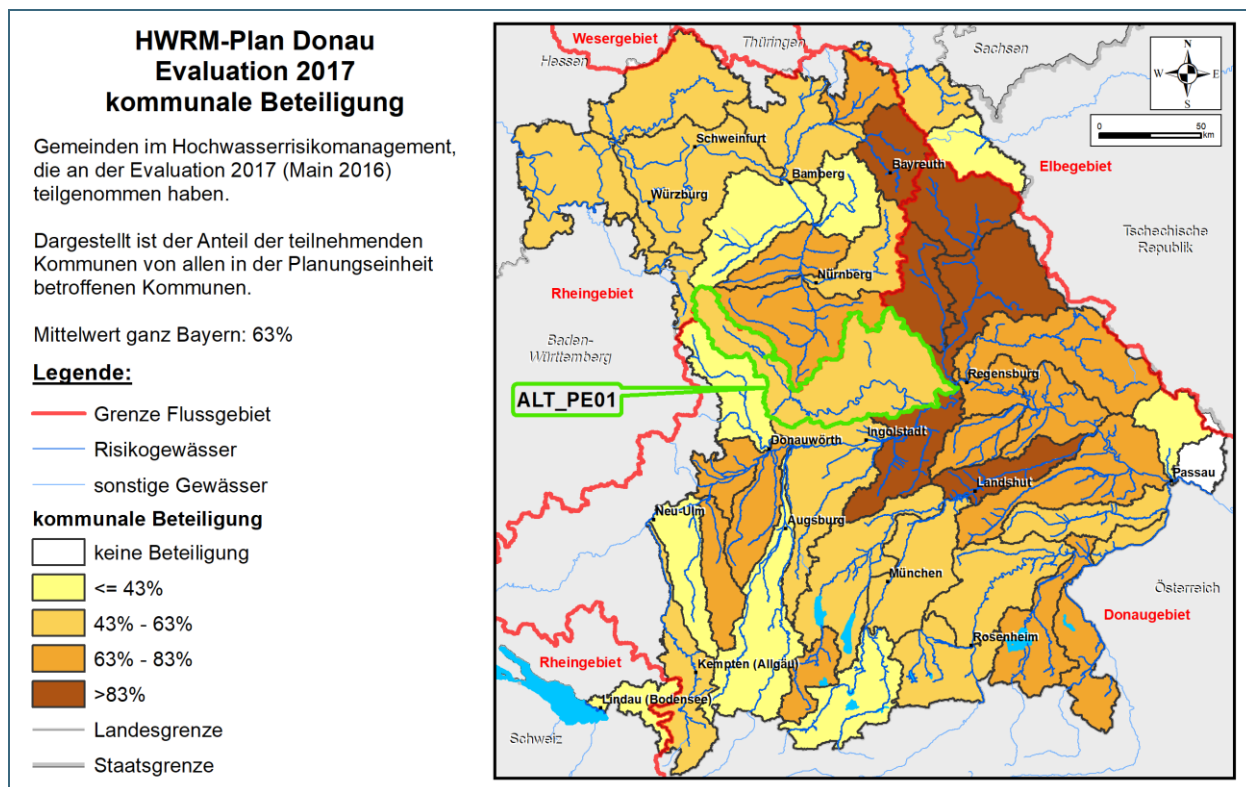 HWRM-Plan Donau
Evaluation 2017
kommunale Beteiligung
Gemeinden im Hochwasserrisikomanagement,
die an der Evaluation 2017 (Main 2016)
teilgenommen haben.
Dargestellt ist der Anteil der teilnehmenden
Kommunen von allen in der Planungseinheit
betroffenen Kommunen.
Mittelwert ganz Bayern: 63%
Legende:
Grenze Flussgebiet
Risikogewässer
sonstige Gewässer
kommunale Beteiligung
keine Beteiligung
<= 43%
43% - 63%
63% - 83%
>83%
Landesgrenze
Staatsgrenze
Wesergebiet
Thüringen
Sachsen
Hessen
N
W E
S
0 50
km
Schweinfurt
Bayreuth
Elbegebiet
Bamberg
Würzburg
Tschechische
Republik
Nürnberg
Rheingebiet
Baden-
Württemberg
Regensburg
ALT_PE01
Ingolstadt
Donauwörth
Passau
Landshut
Neu-Ulm
Augsburg
München
Österreich
Donaugebiet
Rosenheim
Rheingebiet
Kempten (Allgäu)
Lindau (Bodensee)
Schweiz